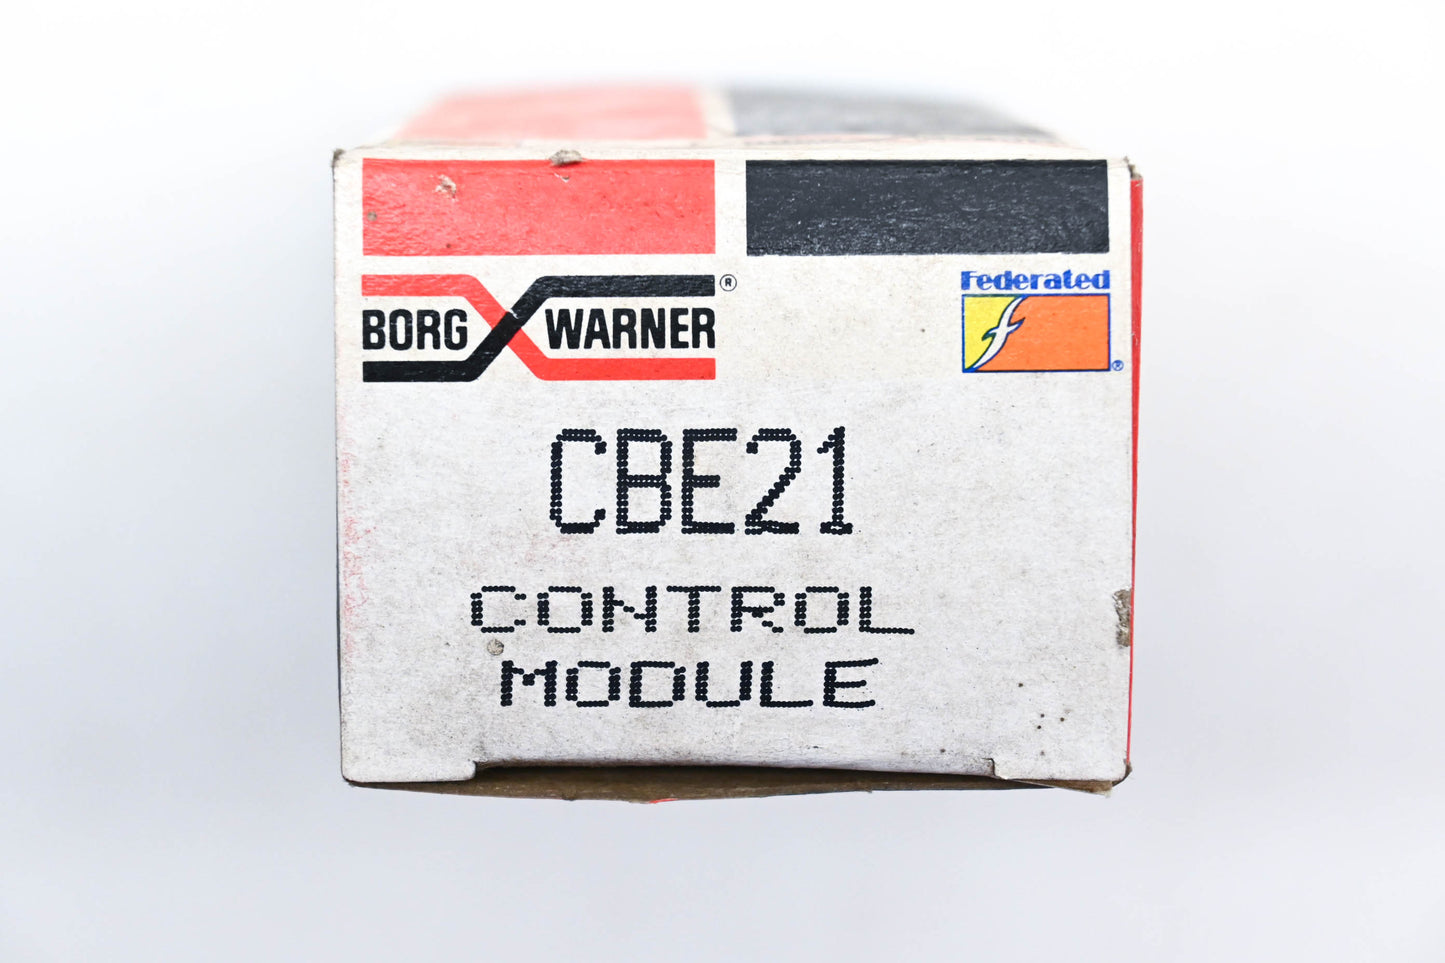 BORG WARNER®
Federated
f®
CBE21
CONTROL
MODULE